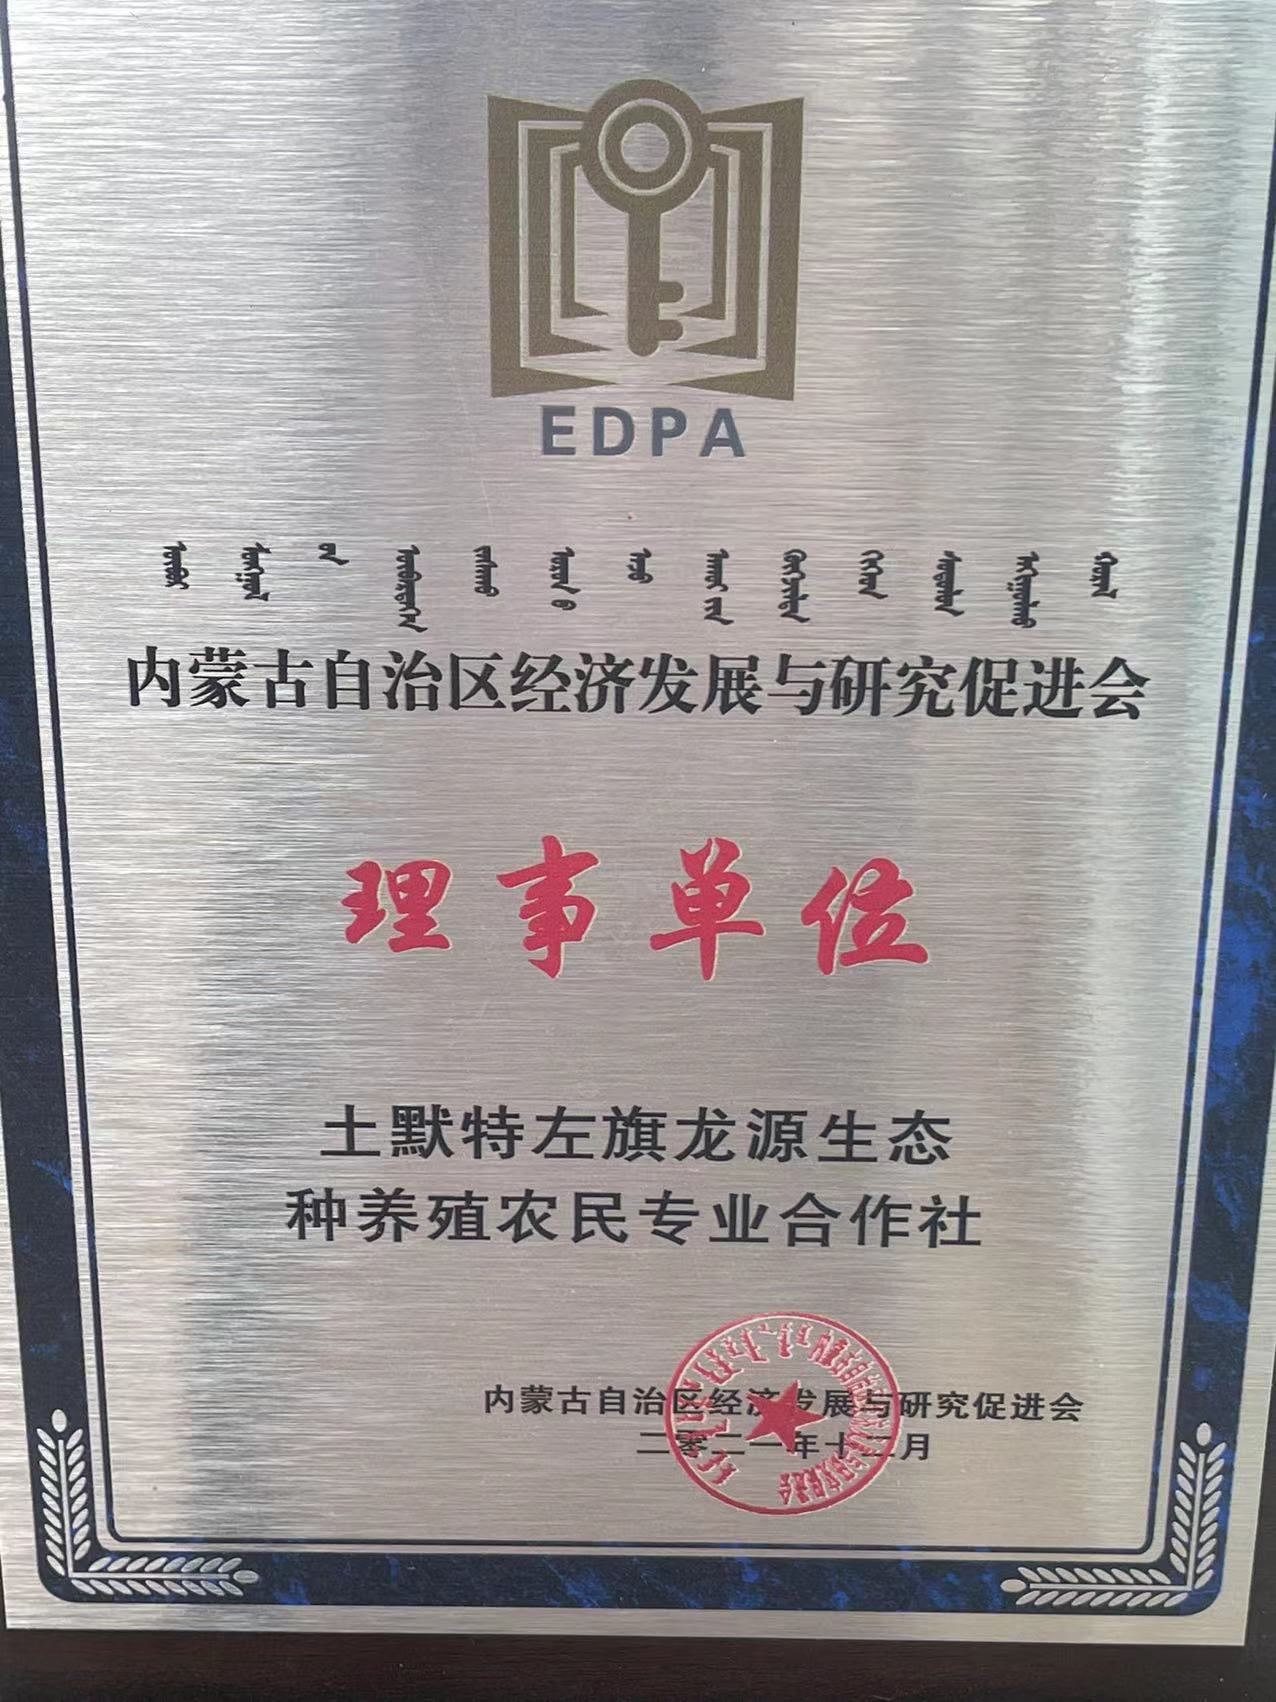 EDPA
内蒙古自治区经济发展与研究促进会
理事单位
土默特左旗龙源生态
种养殖农民专业合作社
内蒙古自治区经济发展与研究促进会
二零二一年十二月